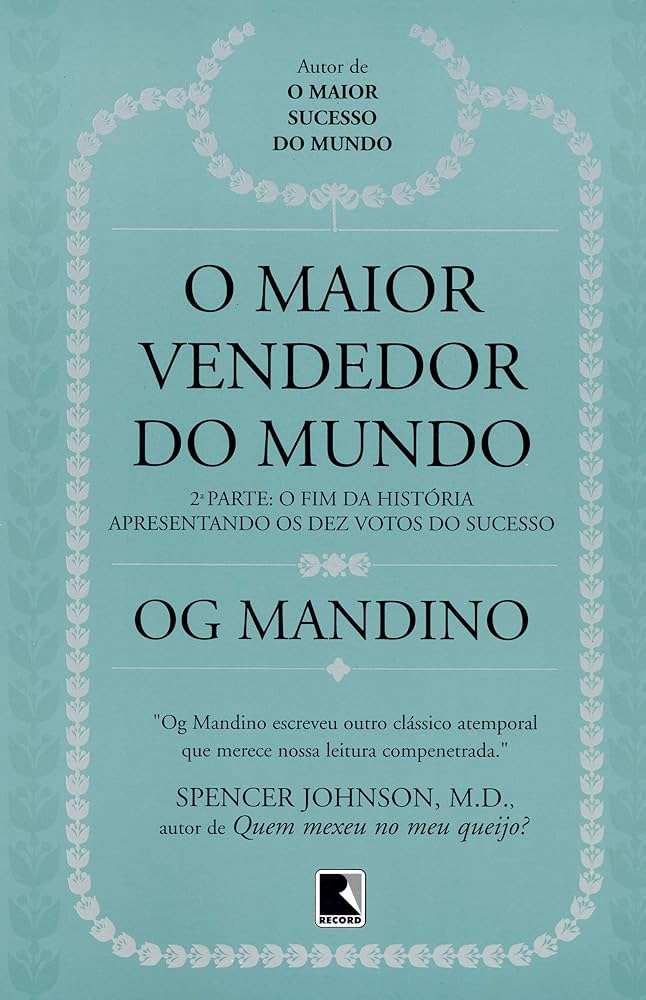 Autor de
O MAIOR
SUCESSO
DO MUNDO
O MAIOR
VENDEDOR
DO MUNDO
2ª PARTE: O FIM DA HISTÓRIA
APRESENTANDO OS DEZ VOTOS DO SUCESSO
OG MANDINO
"Og Mandino escreveu outro clássico atemporal
que merece nossa leitura compenetrada."
SPENCER JOHNSON, M.D.,
autor de Quem mexeu no meu queijo?
RECORD